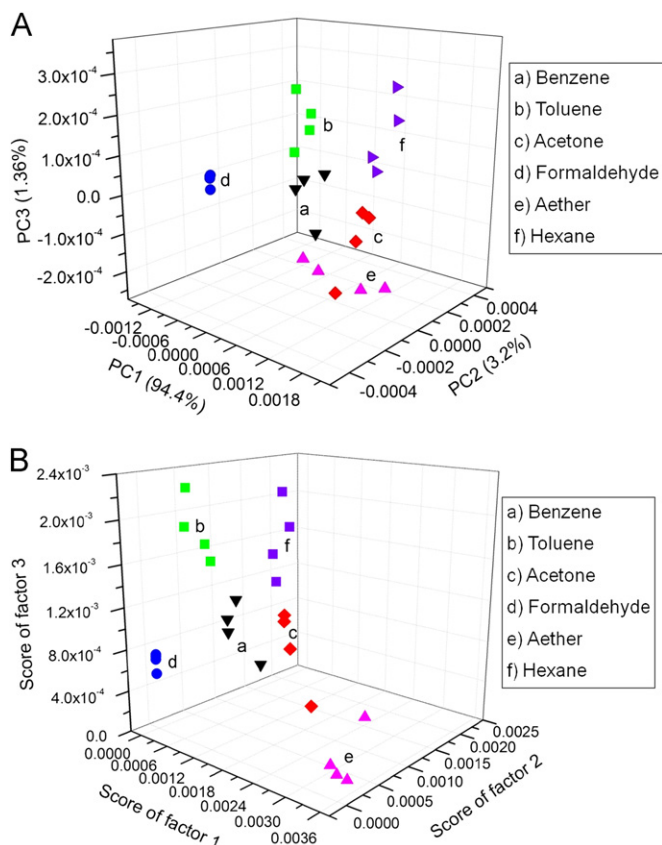 A
PC3 (1.36%)
3.0x10⁻⁴
2.0x10⁻⁴
1.0x10⁻⁴
0.0
-1.0x10⁻⁴
-2.0x10⁻⁴
b
d
a
f
c
e
-0.0012
-0.0006
0.0000
0.0006
0.0012
0.0018
PC1 (94.4%)
0.0004
0.0002
0.0000
-0.0002
-0.0004
PC2 (3.2%)
a) Benzene
b) Toluene
c) Acetone
d) Formaldehyde
e) Aether
f) Hexane
B
Score of factor 3
2.4x10⁻³
2.0x10⁻³
1.6x10⁻³
1.2x10⁻³
8.0x10⁻⁴
4.0x10⁻⁴
0.0
b
f
d
a
c
e
0.0000
0.0006
0.0012
0.0018
0.0024
0.0030
0.0036
Score of factor 1
0.0025
0.0020
0.0015
0.0010
0.0005
0.0000
Score of factor 2
a) Benzene
b) Toluene
c) Acetone
d) Formaldehyde
e) Aether
f) Hexane